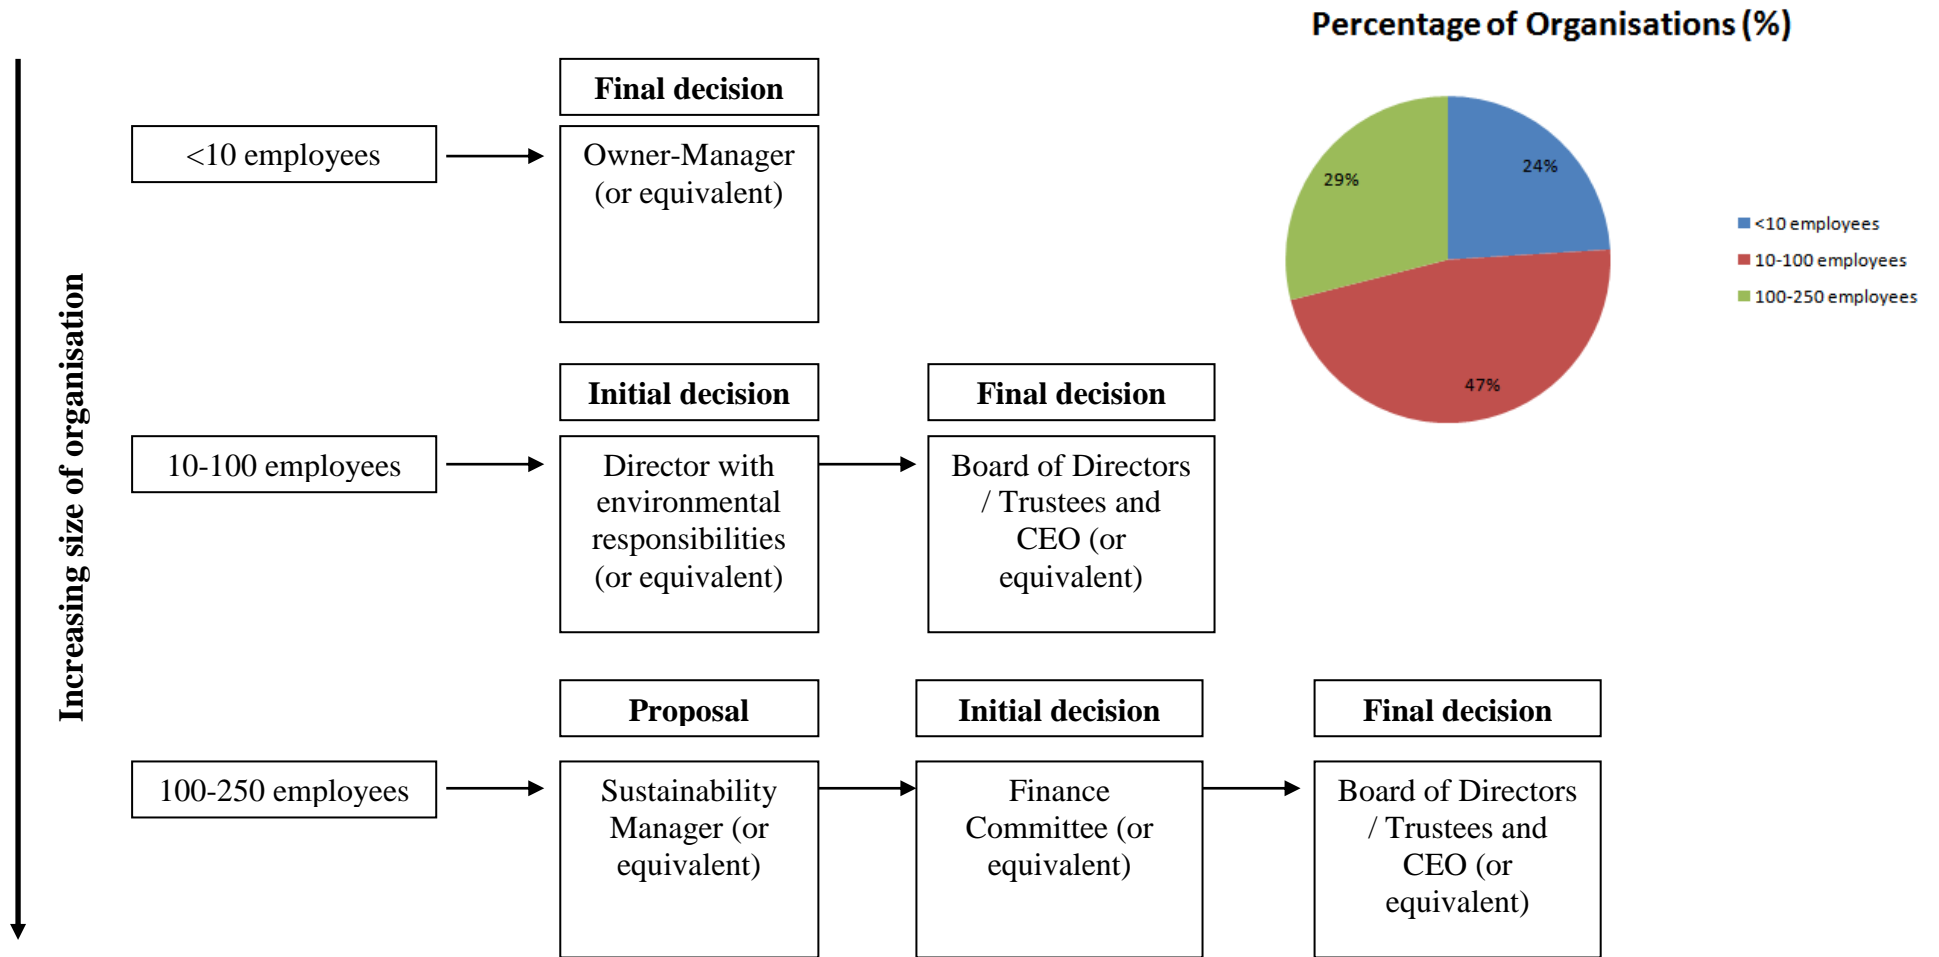 Percentage of Organisations (%)
Final decision
<10 employees
Owner-Manager
(or equivalent)
24%
29%
47%
<10 employees
10-100 employees
100-250 employees
Increasing size of organisation
Initial decision
Final decision
10-100 employees
Director with
environmental
responsibilities
(or equivalent)
Board of Directors
/ Trustees and
CEO (or
equivalent)
Proposal
Initial decision
Final decision
100-250 employees
Sustainability
Manager (or
equivalent)
Finance
Committee (or
equivalent)
Board of Directors
/ Trustees and
CEO (or
equivalent)